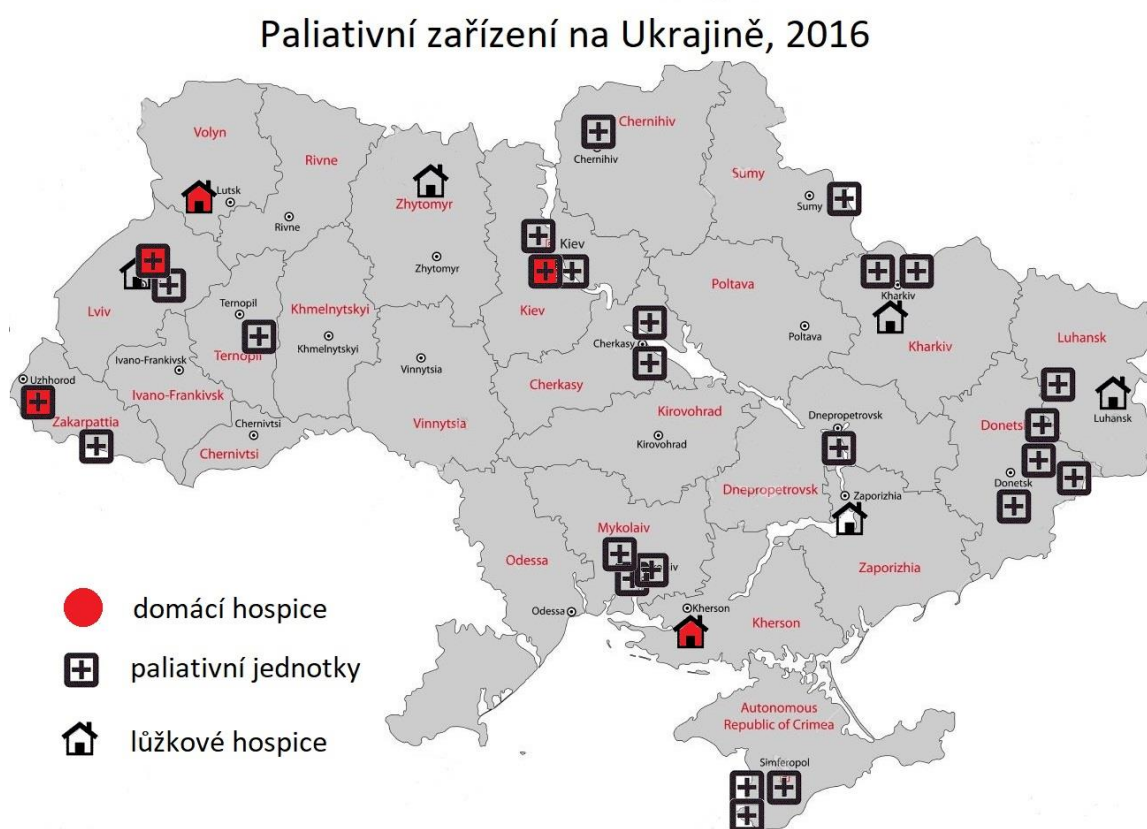 Paliativní zařízení na Ukrajině, 2016
Volyn
Rivne
Chernihiv
Chernihiv
Sumy
Sumy
Lutsk
Rivne
Zhytomyr
Zhytomyr
Kiev
Kiev
Poltava
Poltava
Kharkiv
Kharkiv
Lviv
Ternopil
Ternopil
Khmelnytskyi
Khmelnytskyi
Luhansk
Luhansk
Cherkasy
Cherkasy
Vinnytsia
Vinnytsia
Ivano-Frankivsk
Ivano-Frankivsk
Uzhhorod
Zakarpattia
Chernivtsi
Chernivtsi
Kirovohrad
Kirovohrad
Dnepropetrovsk
Dnepropetrovsk
Donetsk
Zaporizhia
Zaporizhia
Mykolaiv
Odessa
Odessa
Kherson
Kherson
Autonomous
Republic of Crimea
Simferopol
domácí hospice
paliativní jednotky
lůžkové hospice